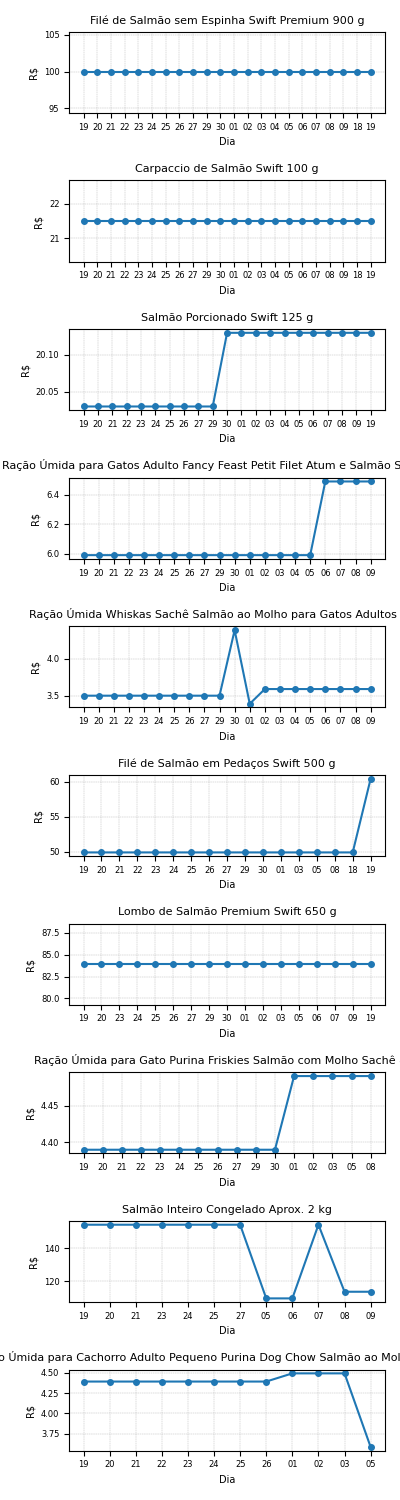 Filé de Salmão sem Espinha Swift Premium 900 g
105
100
95
R$
19 20 21 22 23 24 25 26 27 29 30 01 02 03 04 05 06 07 08 09 18 19
Dia
Carpaccio de Salmão Swift 100 g
22
21
R$
19 20 21 22 23 24 25 26 27 29 30 01 02 03 04 05 06 07 08 09 18 19
Dia
Salmão Porcionado Swift 125 g
20.10
20.05
R$
19 20 21 22 23 24 25 26 27 29 30 01 02 03 04 05 06 07 08 09 19
Dia
Ração Úmida para Gatos Adulto Fancy Feast Petit Filet Atum e Salmão S
6.4
6.2
6.0
R$
19 20 21 22 23 24 25 26 27 29 30 01 02 03 04 05 06 07 08 09
Dia
Ração Úmida Whiskas Sachê Salmão ao Molho para Gatos Adultos
4.0
3.5
R$
19 20 21 22 23 24 25 26 27 29 30 01 02 03 04 05 06 07 08 09
Dia
Filé de Salmão em Pedaços Swift 500 g
60
55
50
R$
19 20 21 22 23 24 25 26 27 29 30 01 03 05 08 18 19
Dia
Lombo de Salmão Premium Swift 650 g
87.5
85.0
82.5
80.0
R$
19 20 23 24 25 26 27 29 30 01 02 03 05 06 07 09 19
Dia
Ração Úmida para Gato Purina Friskies Salmão com Molho Sachê
4.45
4.40
R$
19 20 21 22 23 24 25 26 27 29 30 01 02 03 05 08
Dia
Salmão Inteiro Congelado Aprox. 2 kg
140
120
R$
19 20 21 23 24 25 27 05 06 07 08 09
Dia
o Úmida para Cachorro Adulto Pequeno Purina Dog Chow Salmão ao Mol
4.50
4.25
4.00
3.75
R$
19 20 21 22 23 24 25 26 01 02 03 05
Dia